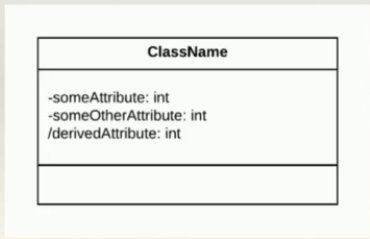 ClassName
-someAttribute: int
-someOtherAttribute: int
/derivedAttribute: int